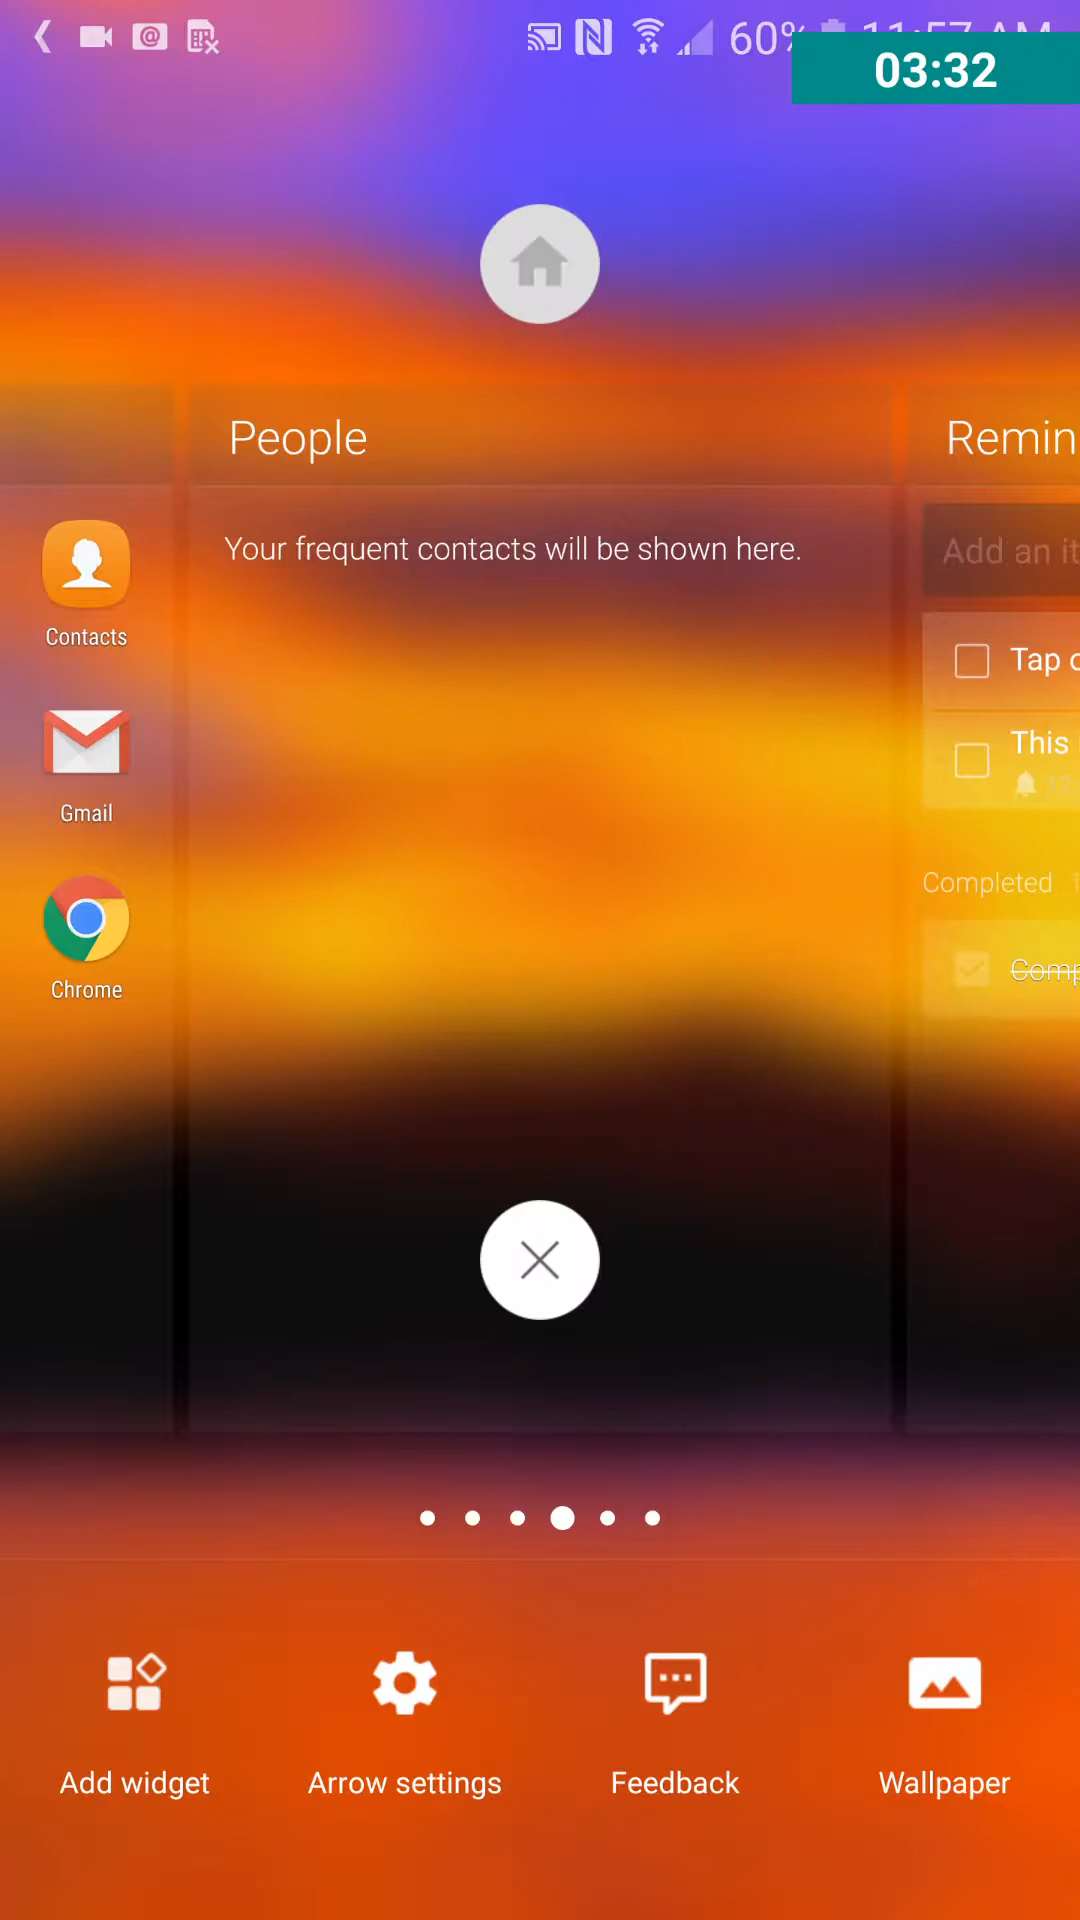 60%
03:32
People
Your frequent contacts will be shown here.
Contacts
Gmail
Chrome
Remin
Add an it
Tap
This
12
Completed
Comp
Add widget
Arrow settings
Feedback
Wallpaper